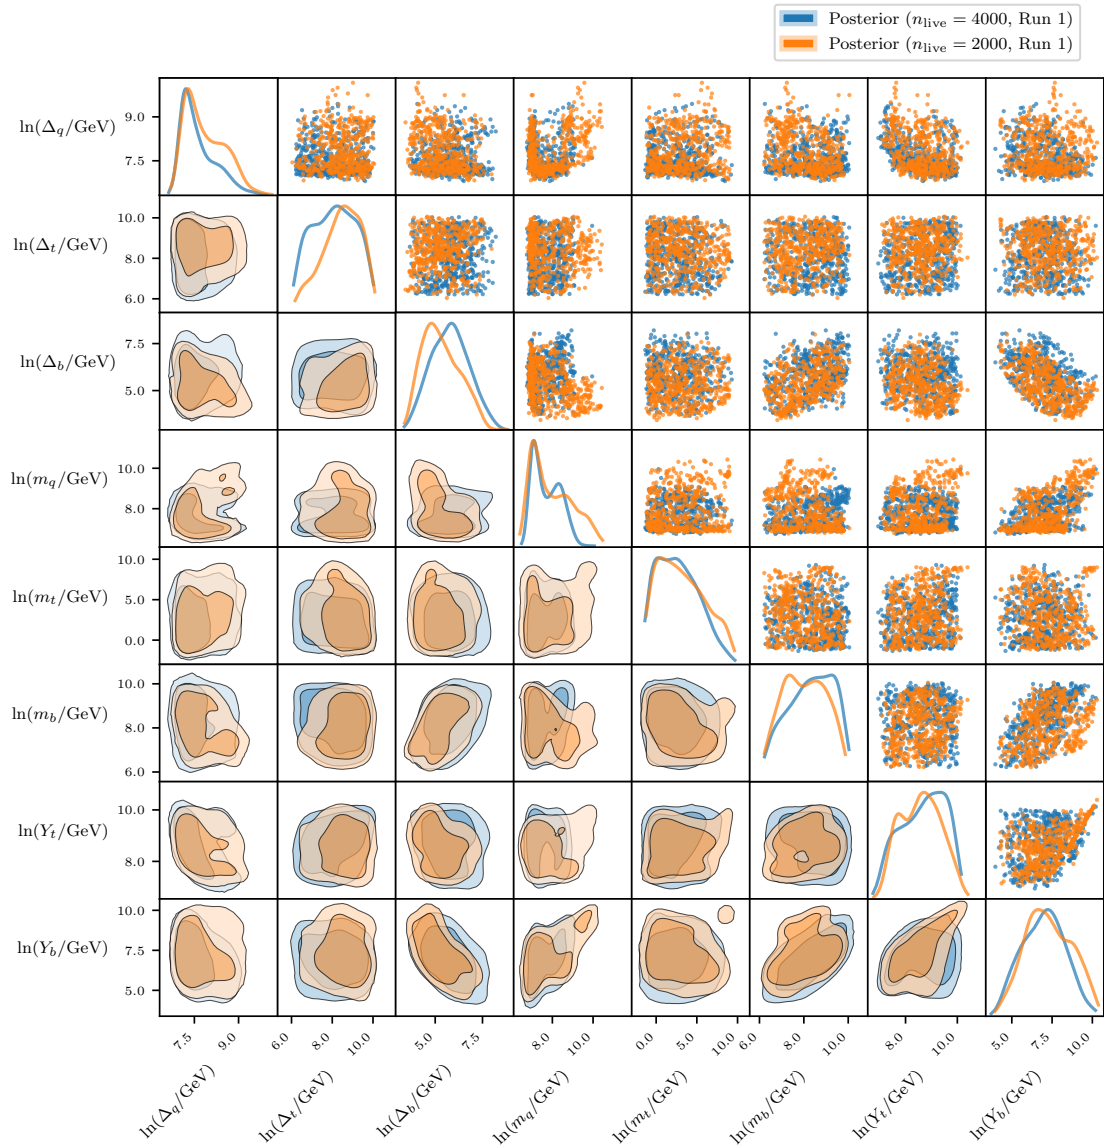 Posterior (n_live = 4000, Run 1)
Posterior (n_live = 2000, Run 1)
ln(Δ_q/GeV)
9.0
7.5
ln(Δ_t/GeV)
10.0
8.0
6.0
ln(Δ_b/GeV)
7.5
5.0
ln(m_q/GeV)
10.0
8.0
ln(m_t/GeV)
10.0
5.0
0.0
ln(m_b/GeV)
10.0
8.0
6.0
ln(Y_t/GeV)
10.0
8.0
ln(Y_b/GeV)
10.0
7.5
5.0
7.5 9.0 6.0 8.0 10.0 5.0 7.5 8.0 10.0 0.0 5.0 10.0 6.0 8.0 10.0 8.0 10.0 5.0 7.5 10.0
ln(Δ_q/GeV) ln(Δ_t/GeV) ln(Δ_b/GeV) ln(m_q/GeV) ln(m_t/GeV) ln(m_b/GeV) ln(Y_t/GeV) ln(Y_b/GeV)